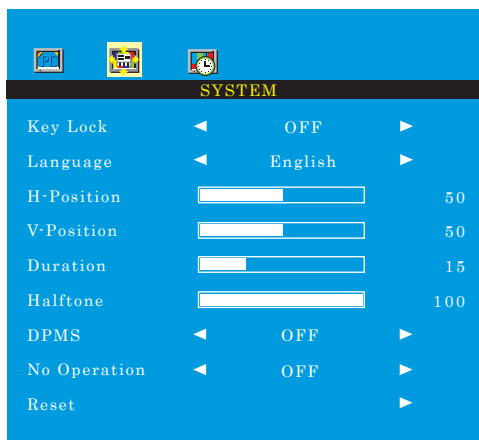 SYSTEM
Key Lock OFF
Language English
H-Position 50
V-Position 50
Duration 15
Halftone 100
DPMS OFF
No Operation OFF
Reset